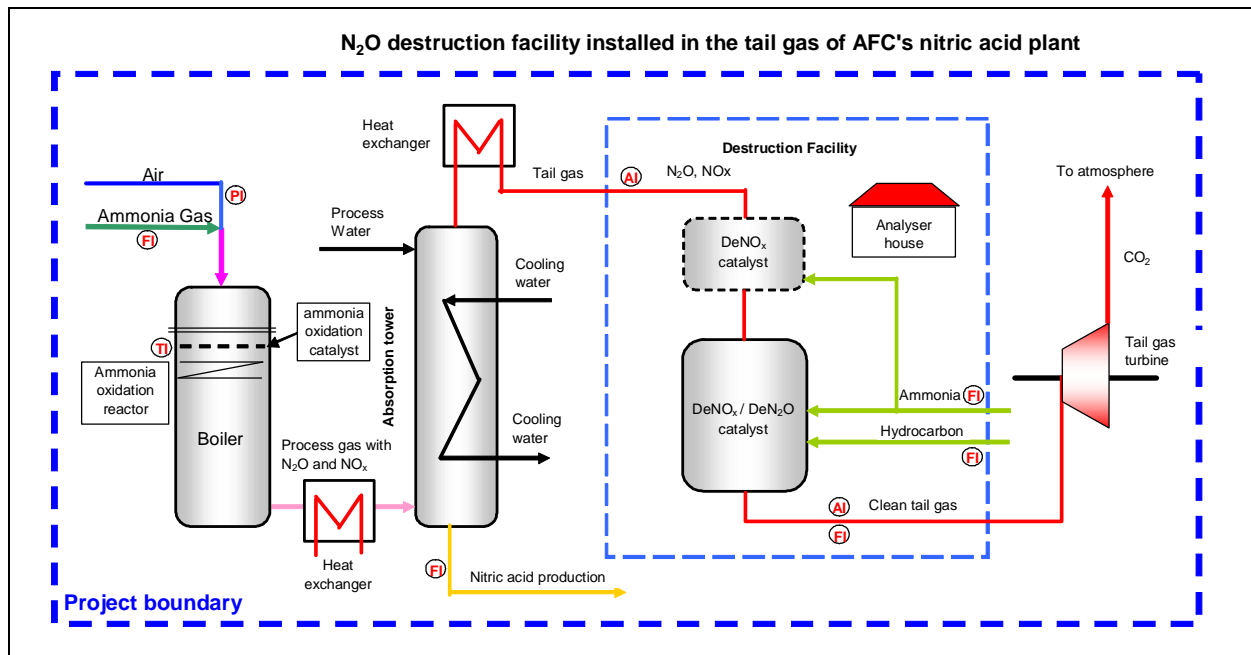 N₂O destruction facility installed in the tail gas of AFC's nitric acid plant
Heat
exchanger
Destruction Facility
Air
PI
Ammonia Gas
FI
Tail gas
AI
N₂O, NOx
To atmosphere
Process
Water
DeNOₓ
catalyst
Analyser
house
CO₂
Cooling
water
ammonia
oxidation
catalyst
TI
Ammonia
oxidation
reactor
Boiler
Absorption tower
Tail gas
turbine
Ammonia
FI
DeNOₓ / DeN₂O
catalyst
Hydrocarbon
FI
Cooling
water
Process gas with
N₂O and NOₓ
AI
Clean tail gas
FI
Heat
exchanger
FI
Nitric acid production
Project boundary